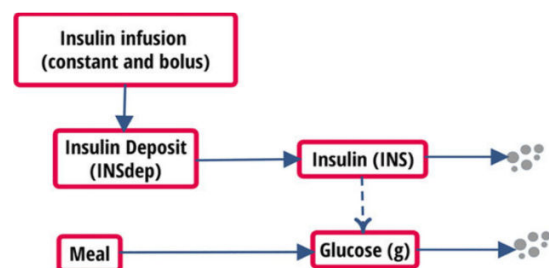 Insulin infusion
(constant and bolus)
Insulin Deposit
(INSdep)
Insulin (INS)
Meal
Glucose (g)